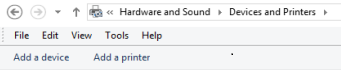 « Hardware and Sound ▸ Devices and Printers ▸
File Edit View Tools Help
Add a device Add a printer